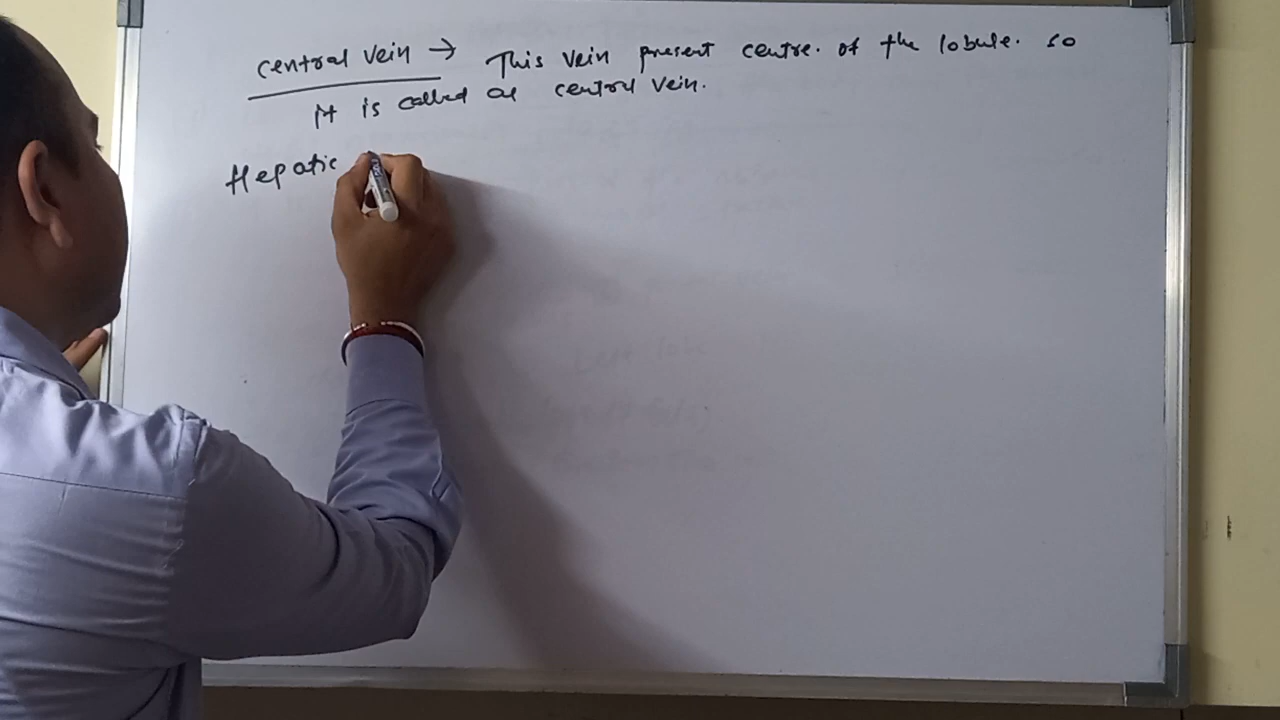 central vein → This vein present centre. of the lobule. so
it is called as central vein.
Hepatic